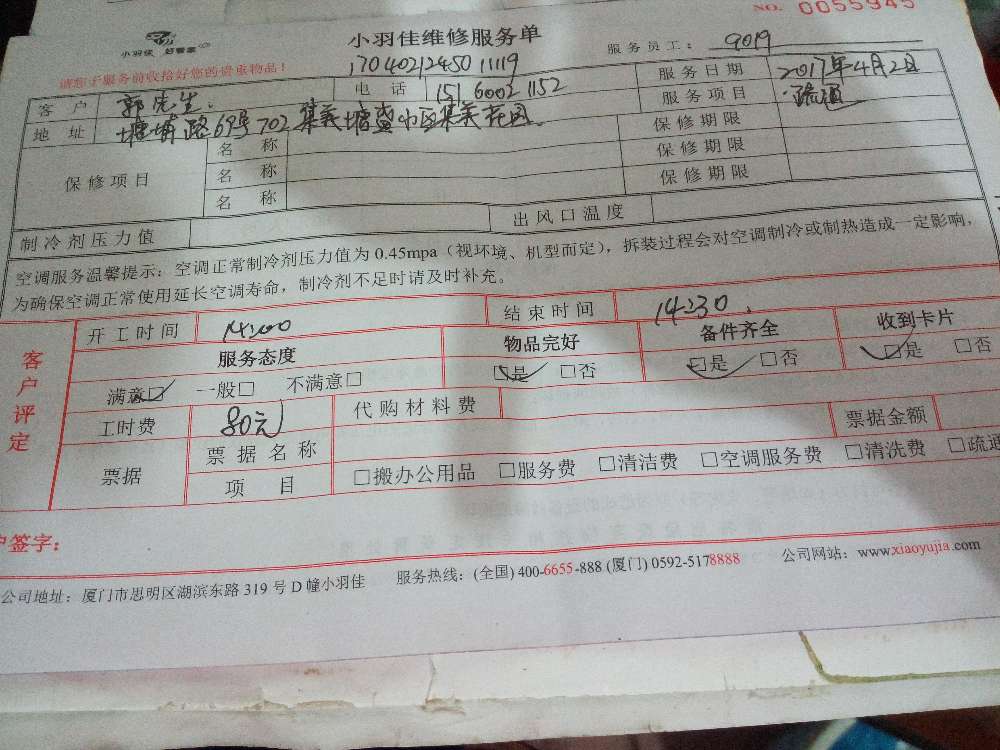 NO. 0055945
小羽佳 好管家
小羽佳维修服务单
服务员工： 9019
请您于服务前收拾好您的贵重物品！
17040212450 11119
客 户 郭先生 电 话 151 6002 1152 服务日期 2017年4月2日
地 址 塘埔路69号702 集美塘盛小区集美花园 服务项目 疏通
保修项目 名 称 保修期限
名 称 保修期限
名 称 保修期限
制冷剂压力值 出风口温度
空调服务温馨提示：空调正常制冷剂压力值为 0.45mpa（视环境、机型而定），拆装过程会对空调制冷或制热造成一定影响，
为确保空调正常使用延长空调寿命，制冷剂不足时请及时补充。
客户评定
开工时间 14:00 结束时间 14:30
服务态度 物品完好 备件齐全 收到卡片
满意□ 一般□ 不满意□ □是 □否 □是 □否 □是 □否
工时费 80元 代购材料费
票据 票据名称 票据金额
项 目 □搬办公用品 □服务费 □清洁费 □空调服务费 □清洗费 □疏通
户签字：
公司地址：厦门市思明区湖滨东路 319 号 D 幢小羽佳 服务热线：(全国) 400-6655-888 (厦门) 0592-5178888 公司网站：www.xiaoyujia.com